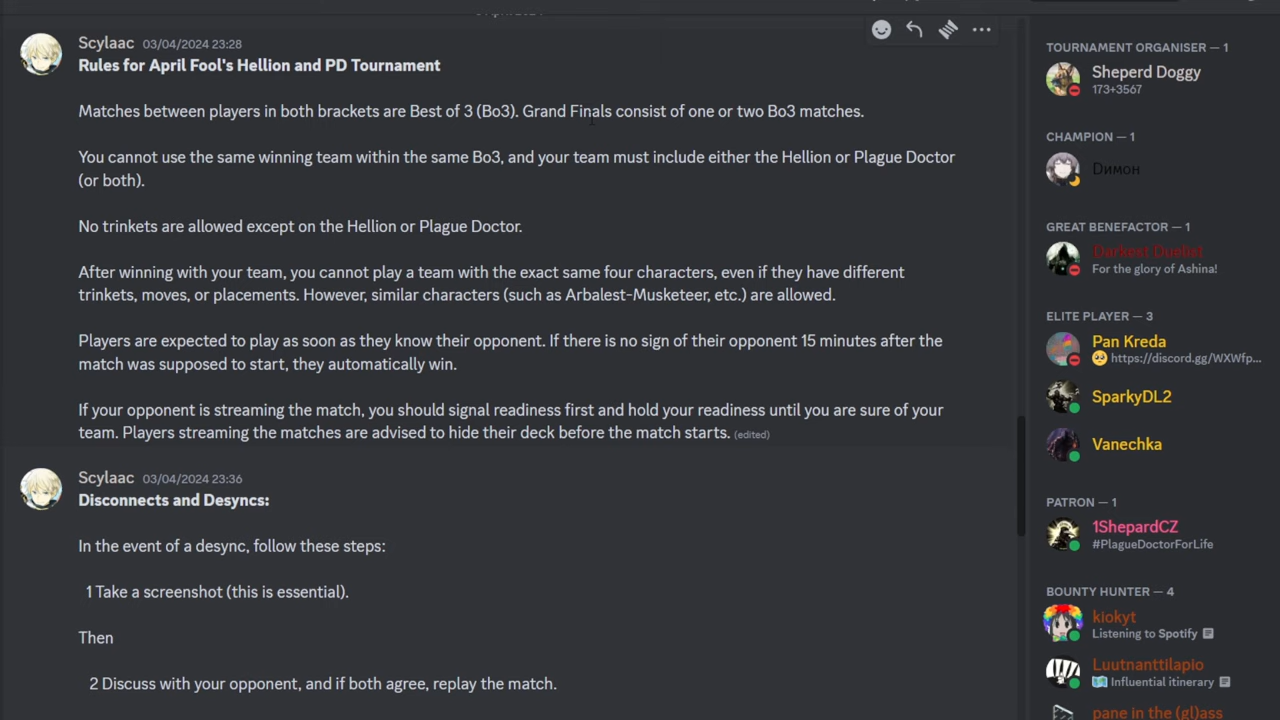 Scylaac 03/04/2024 23:28
Rules for April Fool's Hellion and PD Tournament
Matches between players in both brackets are Best of 3 (Bo3). Grand Finals consist of one or two Bo3 matches.
You cannot use the same winning team within the same Bo3, and your team must include either the Hellion or Plague Doctor
(or both).
No trinkets are allowed except on the Hellion or Plague Doctor.
After winning with your team, you cannot play a team with the exact same four characters, even if they have different
trinkets, moves, or placements. However, similar characters (such as Arbalest-Musketeer, etc.) are allowed.
Players are expected to play as soon as they know their opponent. If there is no sign of their opponent 15 minutes after the
match was supposed to start, they automatically win.
If your opponent is streaming the match, you should signal readiness first and hold your readiness until you are sure of your
team. Players streaming the matches are advised to hide their deck before the match starts. (edited)
Scylaac 03/04/2024 23:36
Disconnects and Desyncs:
In the event of a desync, follow these steps:
1 Take a screenshot (this is essential).
Then
2 Discuss with your opponent, and if both agree, replay the match.
TOURNAMENT ORGANISER — 1
Sheperd Doggy
173+3567
CHAMPION — 1
Димон
GREAT BENEFACTOR — 1
Darkest Duelist
For the glory of Ashina!
ELITE PLAYER — 3
Pan Kreda
🥺 https://discord.gg/WXWfp...
SparkyDL2
Vanechka
PATRON — 1
1ShepardCZ
#PlagueDoctorForLife
BOUNTY HUNTER — 4
kiokyt
Listening to Spotify
Luutnanttilapio
🗺️ Influential itinerary
pane in the (gl)ass